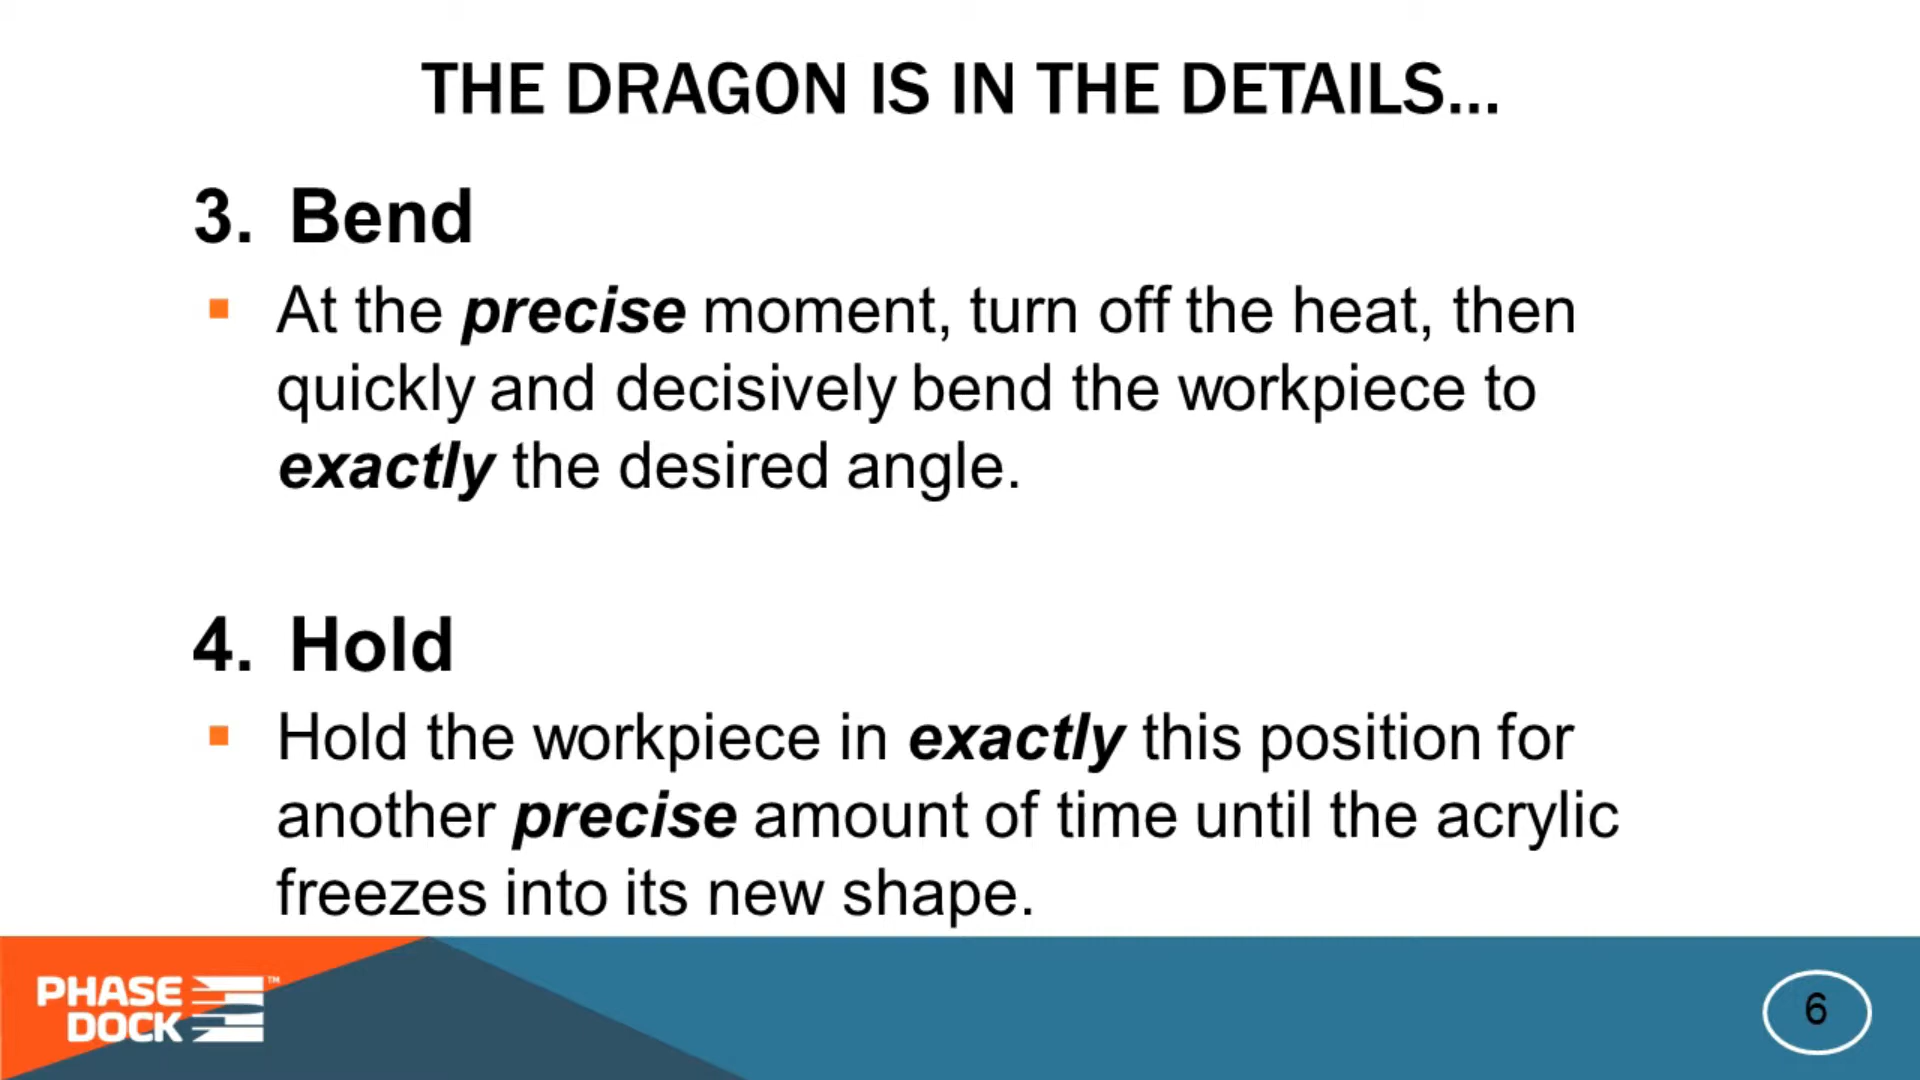 THE DRAGON IS IN THE DETAILS...
3. Bend
▪ At the precise moment, turn off the heat, then
quickly and decisively bend the workpiece to
exactly the desired angle.
4. Hold
▪ Hold the workpiece in exactly this position for
another precise amount of time until the acrylic
freezes into its new shape.
PHASE
DOCK ™
6